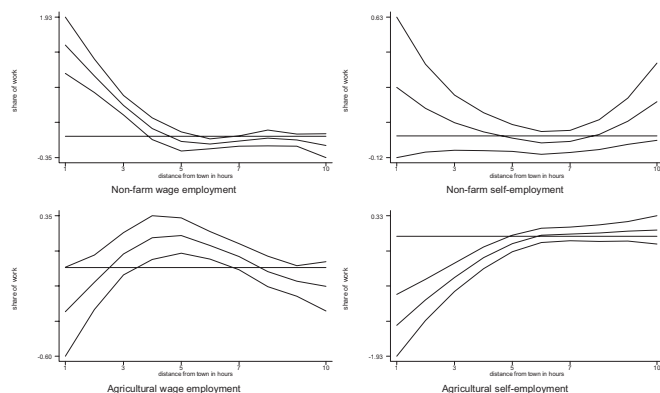 1.93
share of work
-0.35
1 3 5 7 10
distance from town in hours
Non-farm wage employment
0.63
share of work
-0.12
1 3 5 7 10
distance from town in hours
Non-farm self-employment
0.35
share of work
-0.60
1 3 5 7 10
distance from town in hours
Agricultural wage employment
0.33
share of work
-1.93
1 3 5 7 10
distance from town in hours
Agricultural self-employment